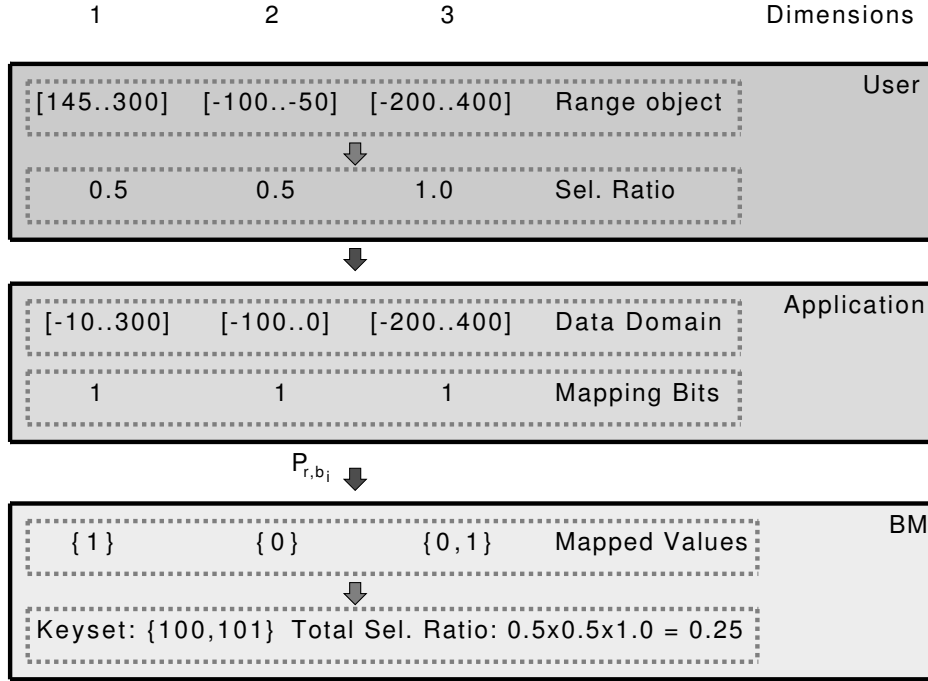 1 2 3 Dimensions
User
[145..300] [-100..-50] [-200..400] Range object
0.5 0.5 1.0 Sel. Ratio
Application
[-10..300] [-100..0] [-200..400] Data Domain
1 1 1 Mapping Bits
P r,b i
BM
{1} {0} {0,1} Mapped Values
Keyset: {100,101} Total Sel. Ratio: 0.5x0.5x1.0 = 0.25